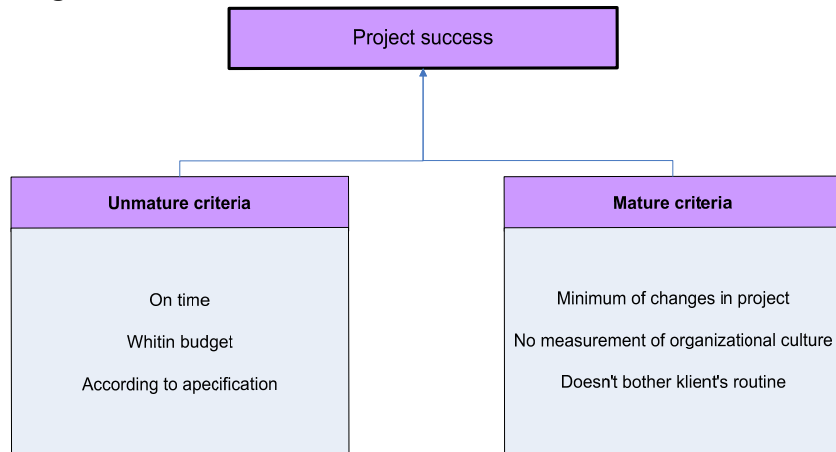 Project success
Unmature criteria
On time
Whitin budget
According to apecification
Mature criteria
Minimum of changes in project
No measurement of organizational culture
Doesn't bother klient's routine